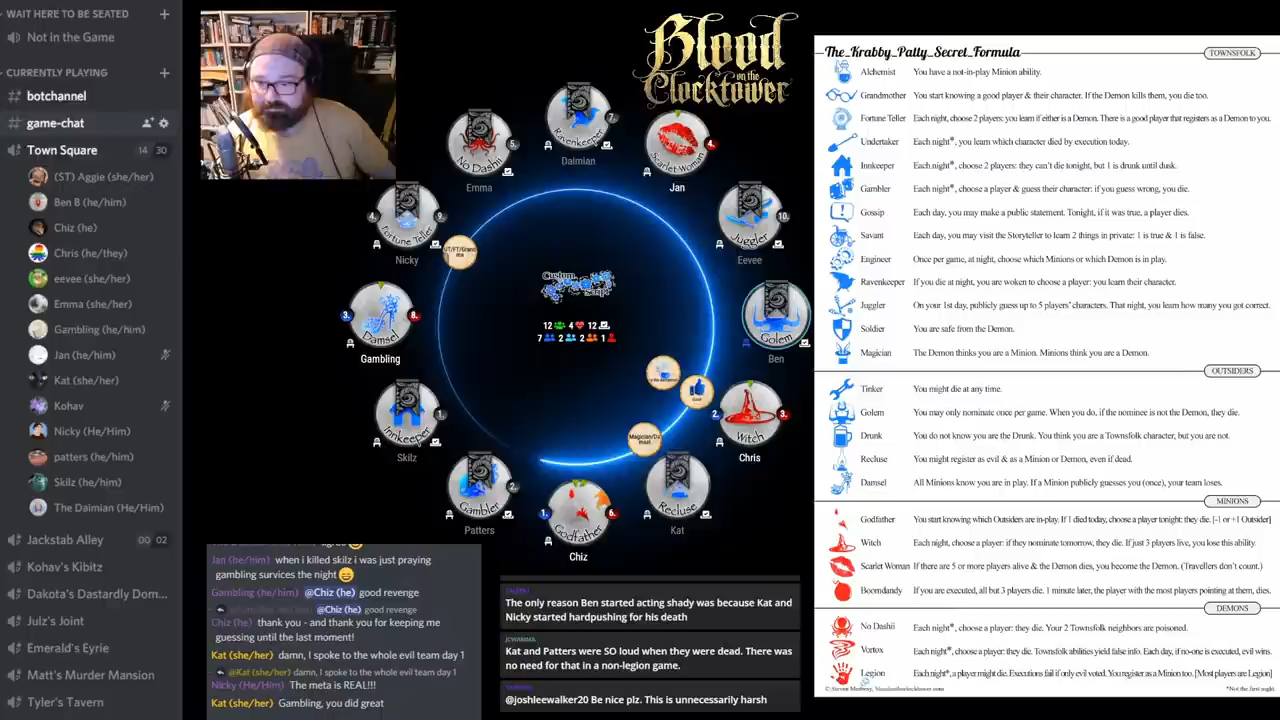 WAIT HERE TO BE SEATED
Not in the Game
CURRENTLY PLAYING
botchannel
game-chat
Town Square 14 30
(ST) Aggie (she/her)
Ben B (he/him)
Chiz (he)
Chris (he/they)
eevee (she/her)
Emma (she/her)
Gambling (he/him)
Jan (he/him)
Kat (she/her)
Kohav
Nicky (He/Him)
patters (he/him)
Skilz (he/him)
The Daimian (He/Him)
Jackstab Alley 00 02
Kohav's Kibitz
Dakota's Dastardly Dom...
Julz's Joint
Emerald's Eyrie
Matt's Murder Mansion
Tyler's Tavern
Blood
on the
Clocktower
Ravenkeeper
7.
Daimian
No Dashii
5.
Emma
Scarlet Woman
4.
Jan
Fortune Teller
4. 9.
Nicky
UT/FT/Grand
ma
Juggler
10.
Eevee
Damsel
3. 8.
Gambling
Custom
Script
12 4 12
7 2 2 1
Golem
Ben
Innkeeper
1.
Skilz
Good
Witch
2. 3.
Chris
Gambler
2.
Patters
Godfather
1. 6.
Chiz
Recluse
Kat
Jan (he/him) when i killed skilz i was just praying
gambling survices the night
Gambling (he/him) @Chiz (he) good revenge
@Chiz (he) good revenge
Chiz (he) thank you - and thank you for keeping me
guessing until the last moment!
Kat (she/her) damn, I spoke to the whole evil team day 1
@Kat (she/her) damn, I spoke to the whole evil team day 1
Nicky (He/Him) The meta is REAL!!!
Kat (she/her) Gambling, you did great
The only reason Ben started acting shady was because Kat and
Nicky started hardpushing for his death
Kat and Patters were SO loud when they were dead. There was
no need for that in a non-legion game.
@joshleewalker20 Be nice plz. This is unnecessarily harsh
The_Krabby_Patty_Secret_Formula
TOWNSFOLK
Alchemist You have a not-in-play Minion ability.
Grandmother You start knowing a good player & their character. If the Demon kills them, you die too.
Fortune Teller Each night, choose 2 players: you learn if either is a Demon. There is a good player that registers as a Demon to you.
Undertaker Each night*, you learn which character died by execution today.
Innkeeper Each night*, choose 2 players: they can't die tonight, but 1 is drunk until dusk.
Gambler Each night*, choose a player & guess their character: if you guess wrong, you die.
Gossip Each day, you may make a public statement. Tonight, if it was true, a player dies.
Savant Each day, you may visit the Storyteller to learn 2 things in private: 1 is true & 1 is false.
Engineer Once per game, at night, choose which Minions or which Demon is in play.
Ravenkeeper If you die at night, you are woken to choose a player: you learn their character.
Juggler On your 1st day, publicly guess up to 5 players' characters. That night, you learn how many you got correct.
Soldier You are safe from the Demon.
Magician The Demon thinks you are a Minion. Minions think you are a Demon.
OUTSIDERS
Tinker You might die at any time.
Golem You may only nominate once per game. When you do, if the nominee is not the Demon, they die.
Drunk You do not know you are the Drunk. You think you are a Townsfolk character, but you are not.
Recluse You might register as evil & as a Minion or Demon, even if dead.
Damsel All Minions know you are in play. If a Minion publicly guesses you (once), your team loses.
MINIONS
Godfather You start knowing which Outsiders are in-play. If 1 died today, choose a player tonight: they die. [-1 or +1 Outsider]
Witch Each night, choose a player: if they nominate tomorrow, they die. If just 3 players live, you lose this ability.
Scarlet Woman If there are 5 or more players alive & the Demon dies, you become the Demon. (Travellers don't count.)
Boomdandy If you are executed, all but 3 players die. 1 minute later, the player with the most players pointing at them, dies.
DEMONS
No Dashii Each night*, choose a player: they die. Your 2 Townsfolk neighbors are poisoned.
Vortox Each night*, choose a player: they die. Townsfolk abilities yield false info. Each day, if no-one is executed, evil wins.
Legion Each night*, a player might die. Executions fail if only evil voted. You register as a Minion too. [Most players are Legion]
*Not the first night.